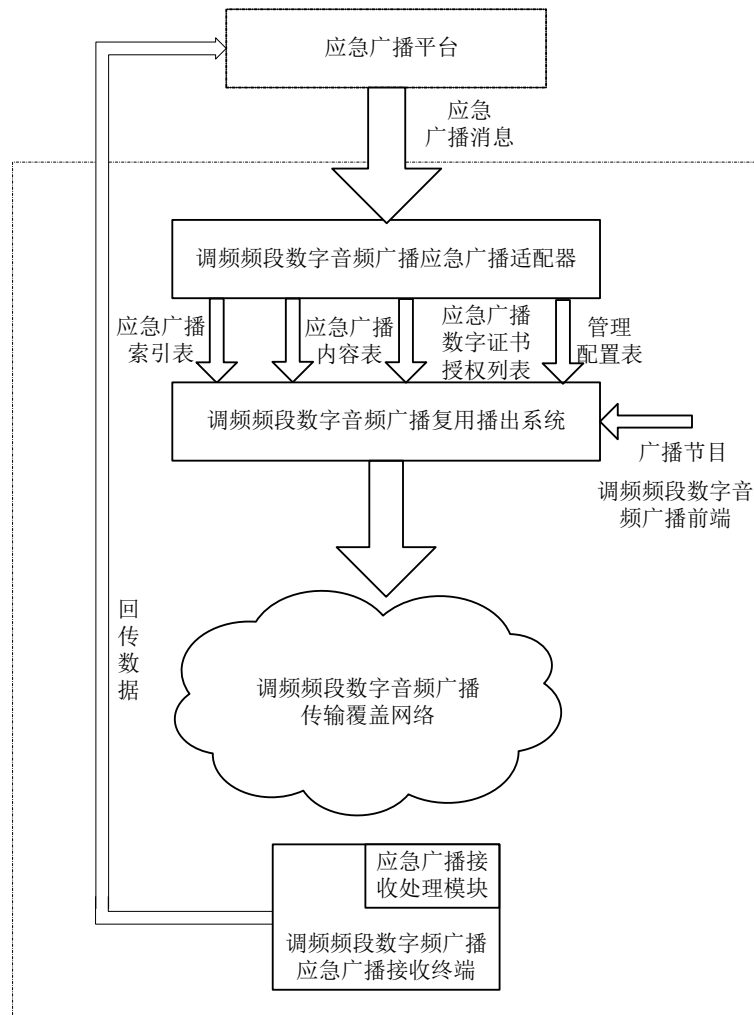 应急广播平台
应急
广播消息
调频频段数字音频广播应急广播适配器
应急广播
索引表
应急广播
内容表
应急广播
数字证书
授权列表
管理
配置表
调频频段数字音频广播复用播出系统
广播节目
调频频段数字音
频广播前端
回
传
数
据
调频频段数字音频广播
传输覆盖网络
应急广播接
收处理模块
调频频段数字频广播
应急广播接收终端